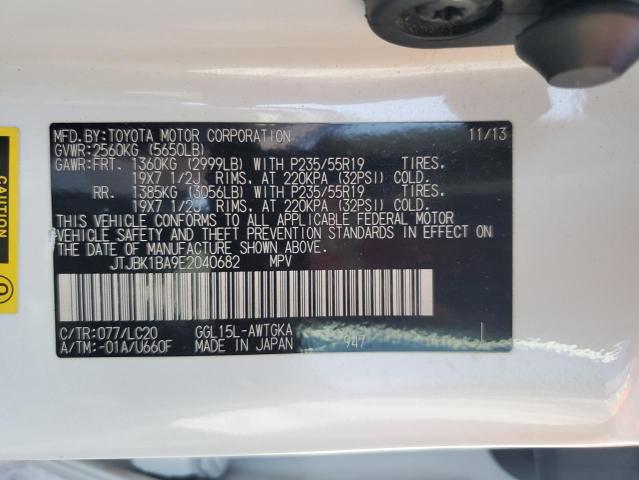 MFD.BY:TOYOTA MOTOR CORPORATION 11/13
GVWR:2560KG (5650LB)
GAWR:FRT. 1360KG (2999LB) WITH P235/55R19 TIRES.
19X7 1/2J RIMS, AT 220KPA (32PSI) COLD.
RR. 1385KG (3056LB) WITH P235/55R19 TIRES.
19X7 1/2J RIMS, AT 220KPA (32PSI) COLD.
THIS VEHICLE CONFORMS TO ALL APPLICABLE FEDERAL MOTOR
VEHICLE SAFETY AND THEFT PREVENTION STANDARDS IN EFFECT ON
THE DATE OF MANUFACTURE SHOWN ABOVE.
JTJBK1BA9E2040682 MPV
C/TR:077/LC20 GGL15L-AWTGKA
A/TM:-01A/U660F MADE IN JAPAN 947
CAUTION